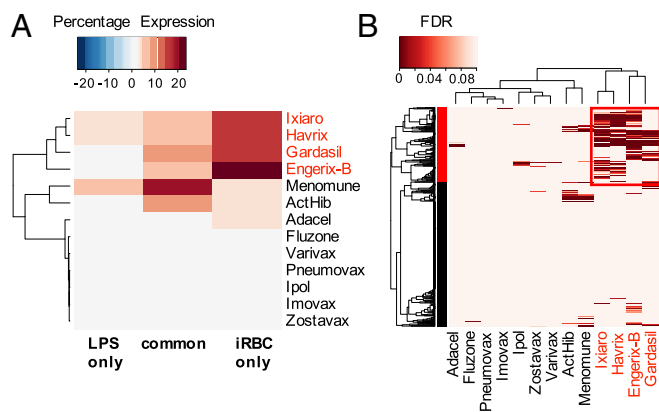 A
Percentage Expression
-20 -10 0 10 20
Ixiaro
Havrix
Gardasil
Engerix-B
Menomune
ActHib
Adacel
Fluzone
Varivax
Pneumovax
Ipol
Imovax
Zostavax
LPS only
common
iRBC only
B
FDR
0 0.04 0.08
Adacel
Fluzone
Pneumovax
Imovax
Ipol
Zostavax
Varivax
ActHib
Menomune
Ixiaro
Havrix
Engerix-B
Gardasil